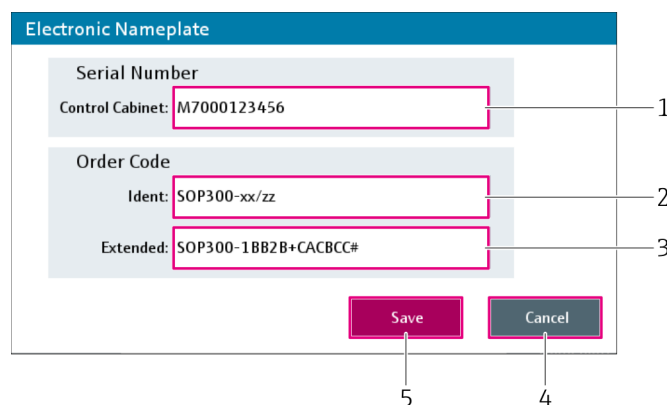 Electronic Nameplate
Serial Number
Control Cabinet: M7000123456 1
Order Code
Ident: SOP300-xx/zz 2
Extended: SOP300-1BB2B+CACBCC# 3
Save Cancel
5 4